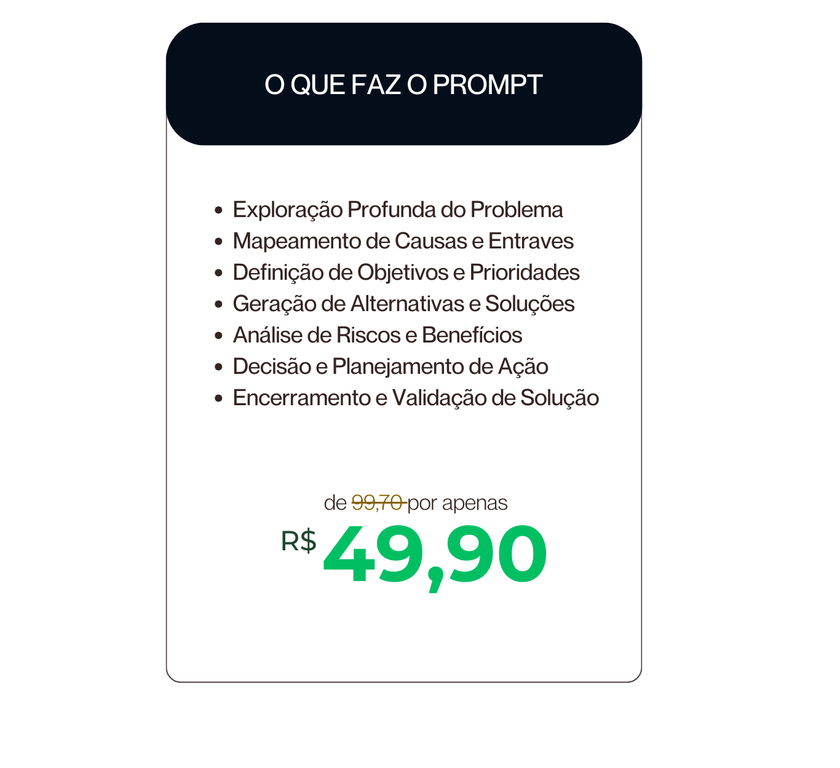 O QUE FAZ O PROMPT
• Exploração Profunda do Problema
• Mapeamento de Causas e Entraves
• Definição de Objetivos e Prioridades
• Geração de Alternativas e Soluções
• Análise de Riscos e Benefícios
• Decisão e Planejamento de Ação
• Encerramento e Validação de Solução
de 99,70 por apenas
R$ 49,90